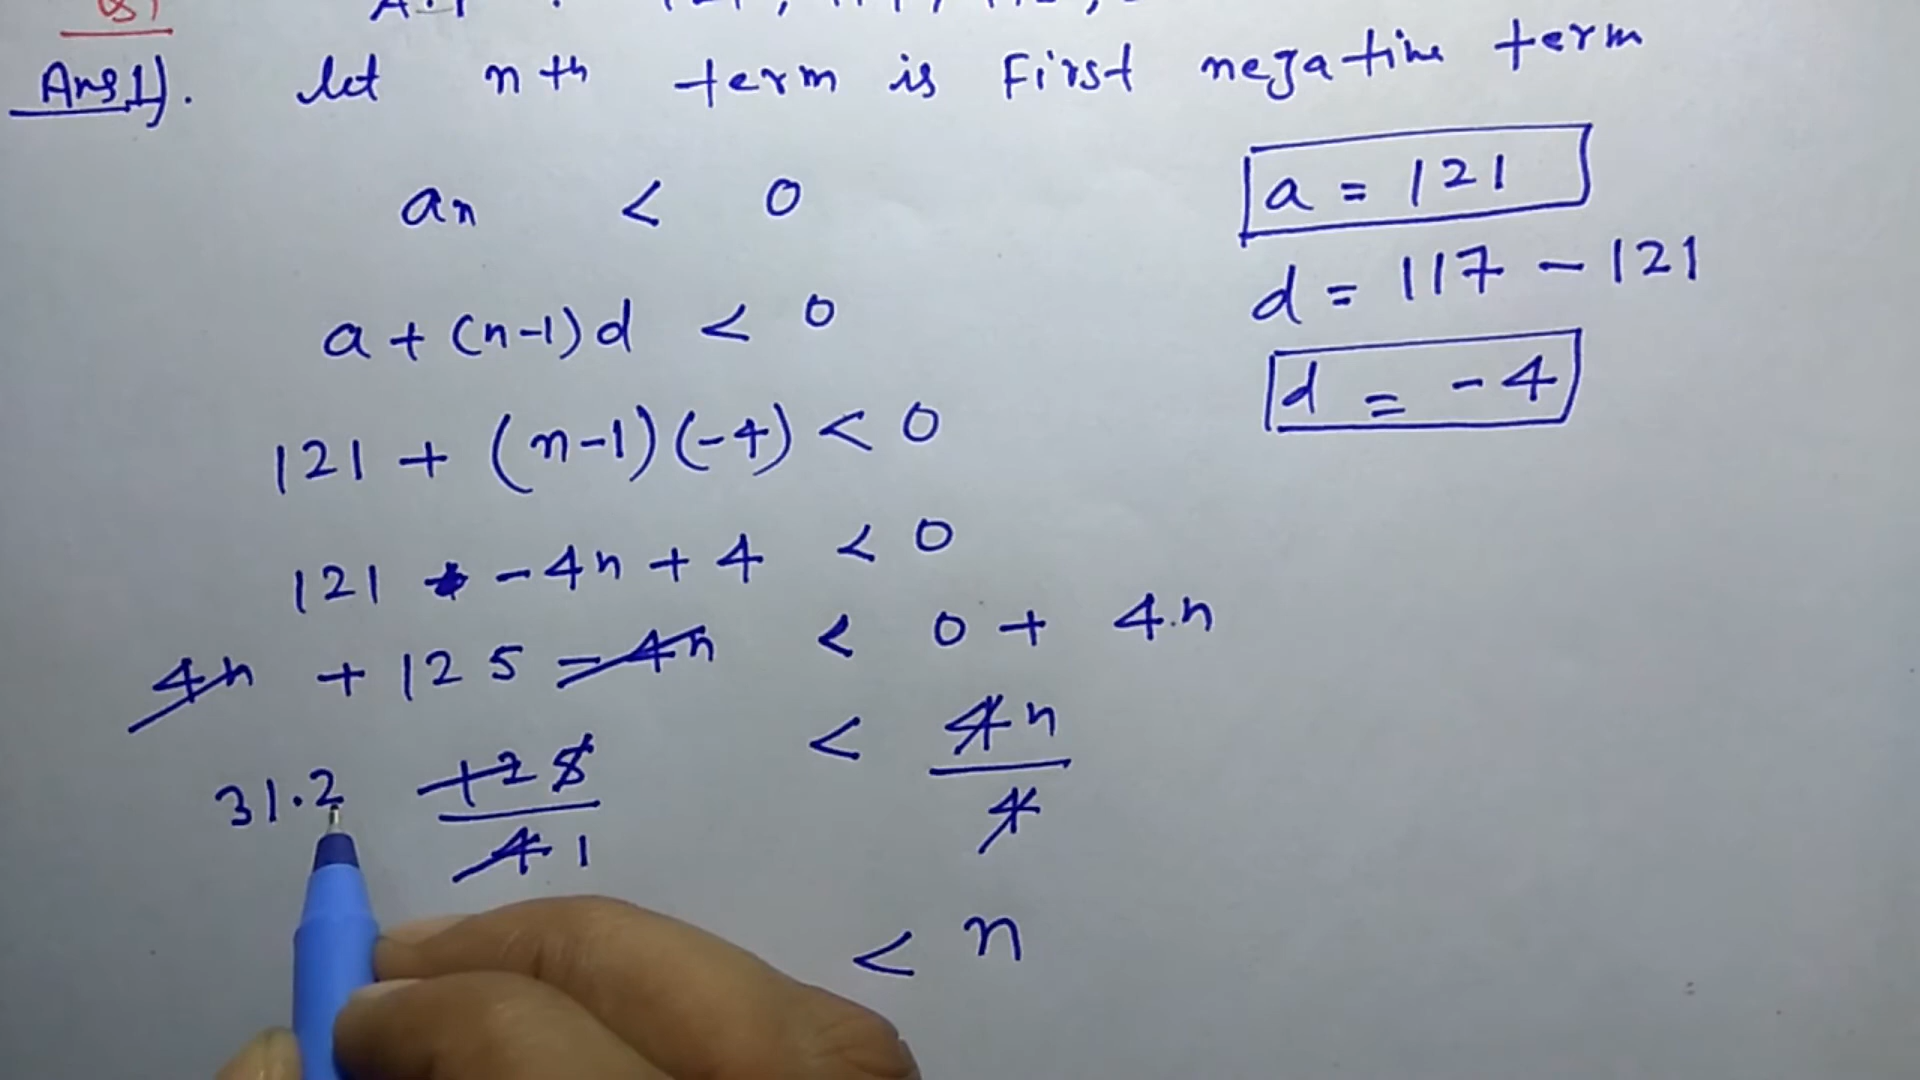 Ans 1). let nth term is First negative term
an < 0
a = 121
d = 117 - 121
a + (n-1)d < 0
d = -4
121 + (n-1)(-4) < 0
121 - 4n + 4 < 0
4n + 125 - 4n < 0 + 4n
31.2 125/4 1 < 4n/4
< n